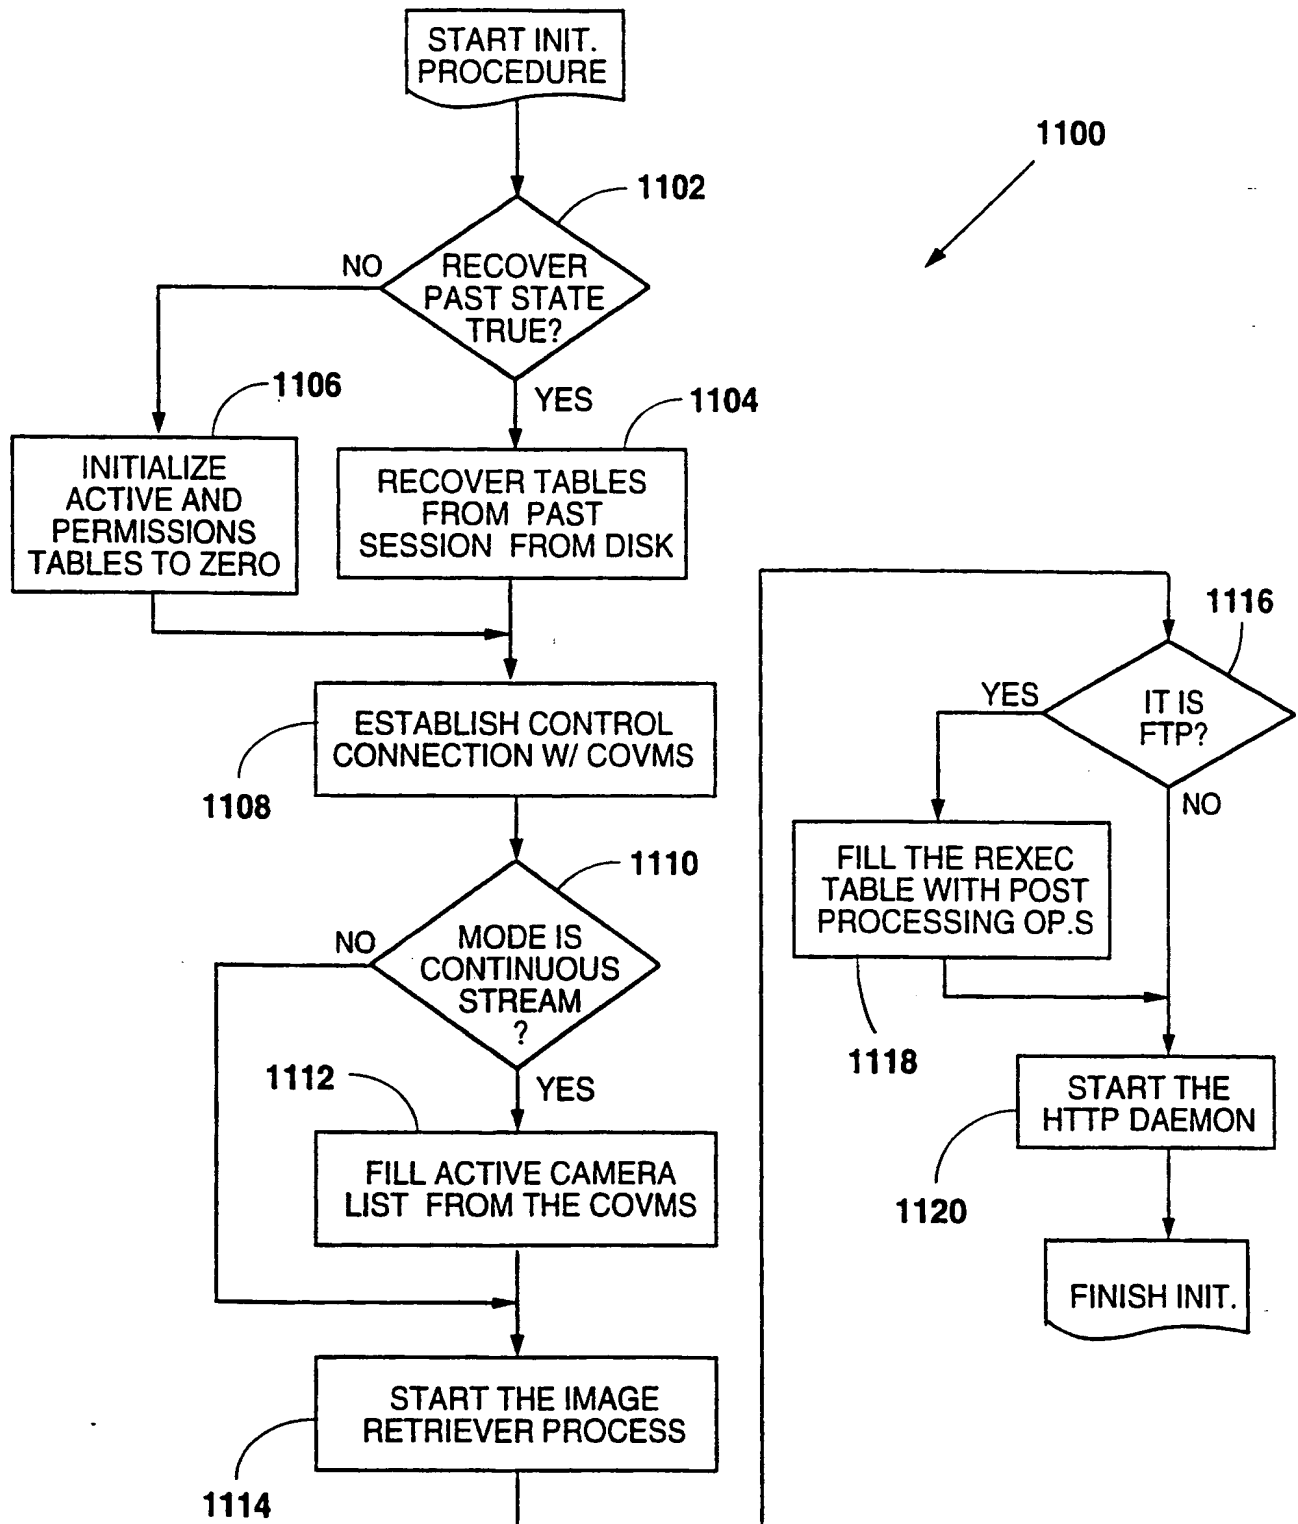 START INIT.
PROCEDURE
1100
1102
NO
RECOVER
PAST STATE
TRUE?
YES
1106
1104
INITIALIZE
ACTIVE AND
PERMISSIONS
TABLES TO ZERO
RECOVER TABLES
FROM PAST
SESSION FROM DISK
ESTABLISH CONTROL
CONNECTION W/ COVMS
1108
1110
NO
MODE IS
CONTINUOUS
STREAM
?
1112
YES
FILL ACTIVE CAMERA
LIST FROM THE COVMS
START THE IMAGE
RETRIEVER PROCESS
1114
1116
YES
IT IS
FTP?
NO
FILL THE REXEC
TABLE WITH POST
PROCESSING OP.S
1118
START THE
HTTP DAEMON
1120
FINISH INIT.